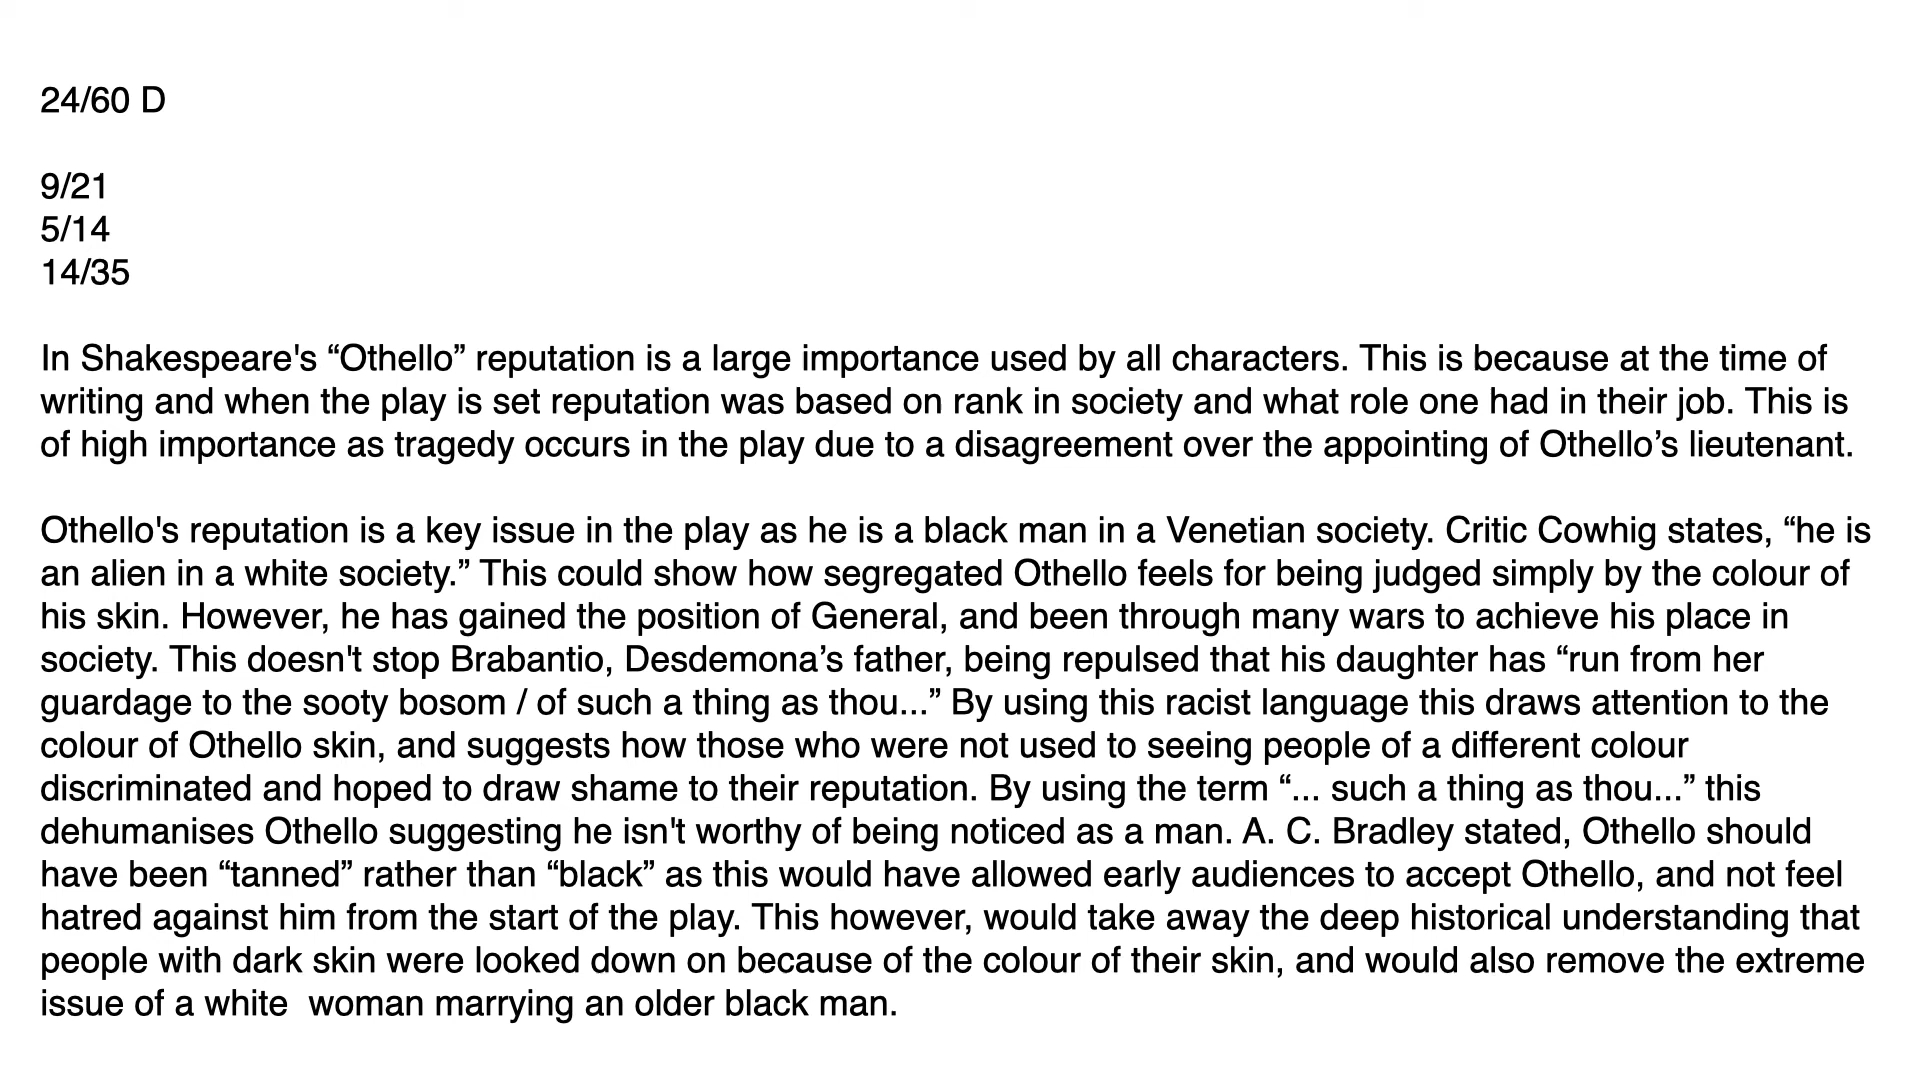 24/60 D
9/21
5/14
14/35
In Shakespeare's “Othello” reputation is a large importance used by all characters. This is because at the time of
writing and when the play is set reputation was based on rank in society and what role one had in their job. This is
of high importance as tragedy occurs in the play due to a disagreement over the appointing of Othello’s lieutenant.
Othello's reputation is a key issue in the play as he is a black man in a Venetian society. Critic Cowhig states, “he is
an alien in a white society.” This could show how segregated Othello feels for being judged simply by the colour of
his skin. However, he has gained the position of General, and been through many wars to achieve his place in
society. This doesn't stop Brabantio, Desdemona’s father, being repulsed that his daughter has “run from her
guardage to the sooty bosom / of such a thing as thou...” By using this racist language this draws attention to the
colour of Othello skin, and suggests how those who were not used to seeing people of a different colour
discriminated and hoped to draw shame to their reputation. By using the term “... such a thing as thou...” this
dehumanises Othello suggesting he isn't worthy of being noticed as a man. A. C. Bradley stated, Othello should
have been “tanned” rather than “black” as this would have allowed early audiences to accept Othello, and not feel
hatred against him from the start of the play. This however, would take away the deep historical understanding that
people with dark skin were looked down on because of the colour of their skin, and would also remove the extreme
issue of a white  woman marrying an older black man.